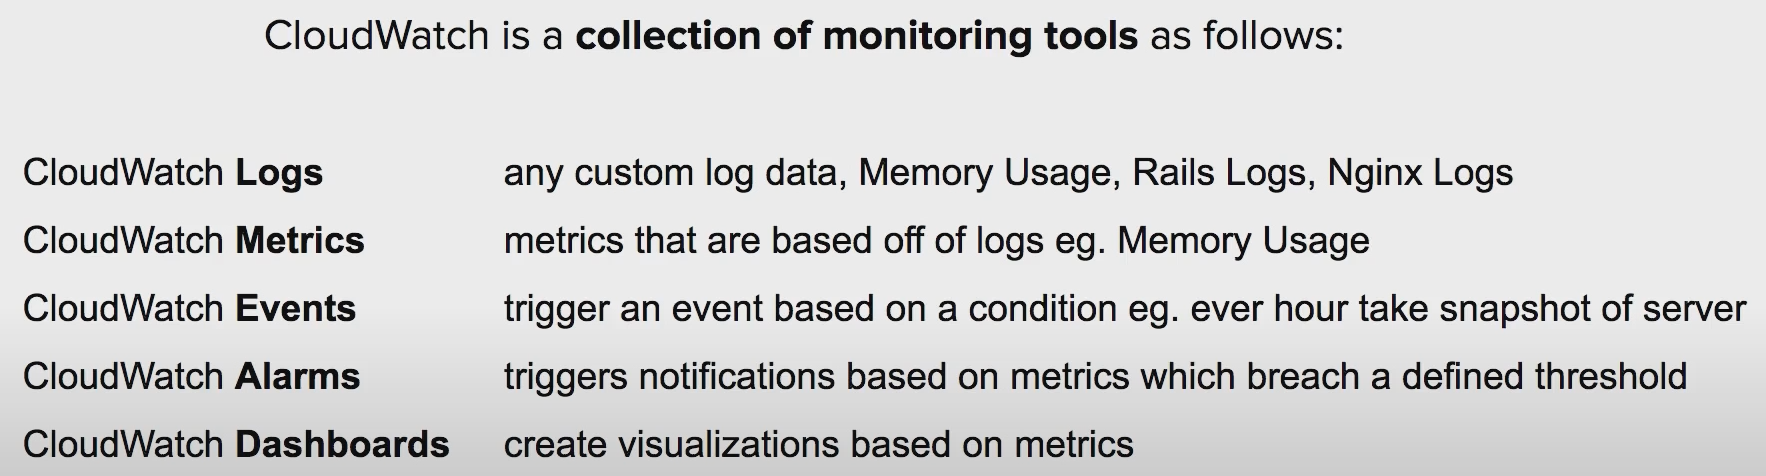 CloudWatch is a collection of monitoring tools as follows:
CloudWatch Logs any custom log data, Memory Usage, Rails Logs, Nginx Logs
CloudWatch Metrics metrics that are based off of logs eg. Memory Usage
CloudWatch Events trigger an event based on a condition eg. ever hour take snapshot of server
CloudWatch Alarms triggers notifications based on metrics which breach a defined threshold
CloudWatch Dashboards create visualizations based on metrics